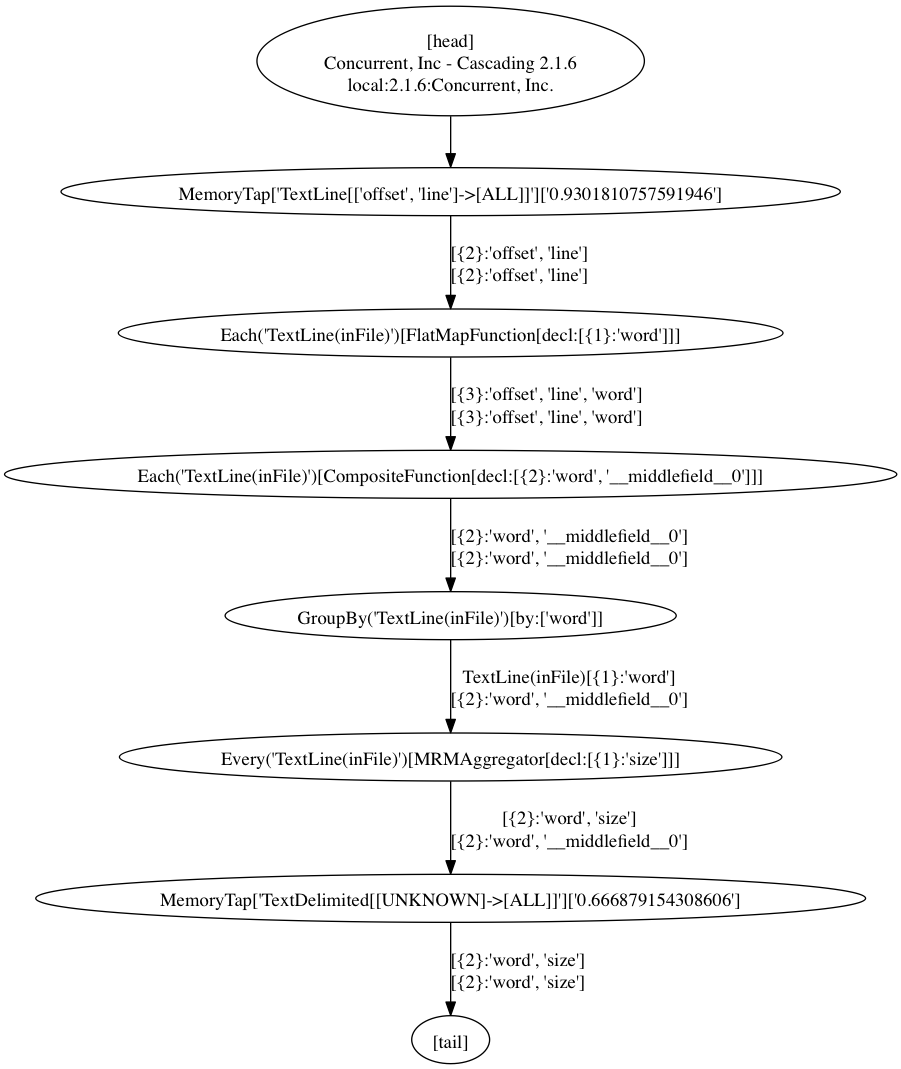 [head]
Concurrent, Inc - Cascading 2.1.6
local:2.1.6:Concurrent, Inc.
MemoryTap['TextLine[['offset', 'line']->[ALL]]']['0.9301810757591946']
[{2}:'offset', 'line']
[{2}:'offset', 'line']
Each('TextLine(inFile)')[FlatMapFunction[decl:[{1}:'word']]]
[{3}:'offset', 'line', 'word']
[{3}:'offset', 'line', 'word']
Each('TextLine(inFile)')[CompositeFunction[decl:[{2}:'word', '__middlefield__0']]]
[{2}:'word', '__middlefield__0']
[{2}:'word', '__middlefield__0']
GroupBy('TextLine(inFile)')[by:['word']]
TextLine(inFile)[{1}:'word']
[{2}:'word', '__middlefield__0']
Every('TextLine(inFile)')[MRMAggregator[decl:[{1}:'size']]]
[{2}:'word', 'size']
[{2}:'word', '__middlefield__0']
MemoryTap['TextDelimited[[UNKNOWN]->[ALL]]']['0.666879154308606']
[{2}:'word', 'size']
[{2}:'word', 'size']
[tail]